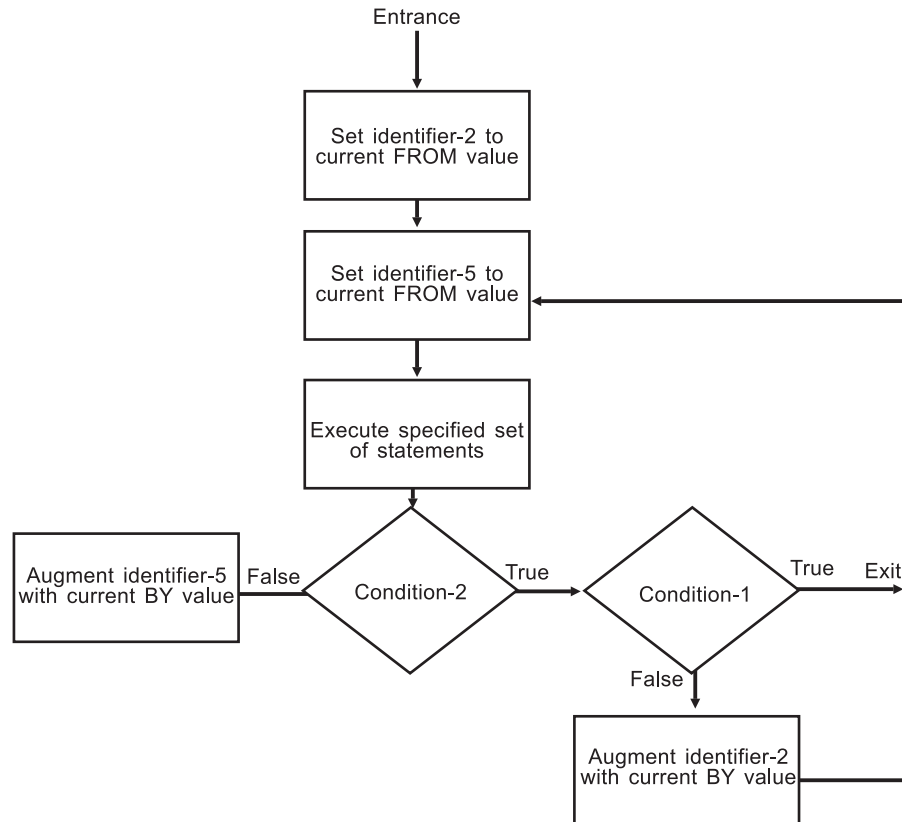 Entrance
Set identifier-2 to
current FROM value
Set identifier-5 to
current FROM value
Execute specified set
of statements
Augment identifier-5
with current BY value
False
Condition-2
True
Condition-1
True
Exit
False
Augment identifier-2
with current BY value